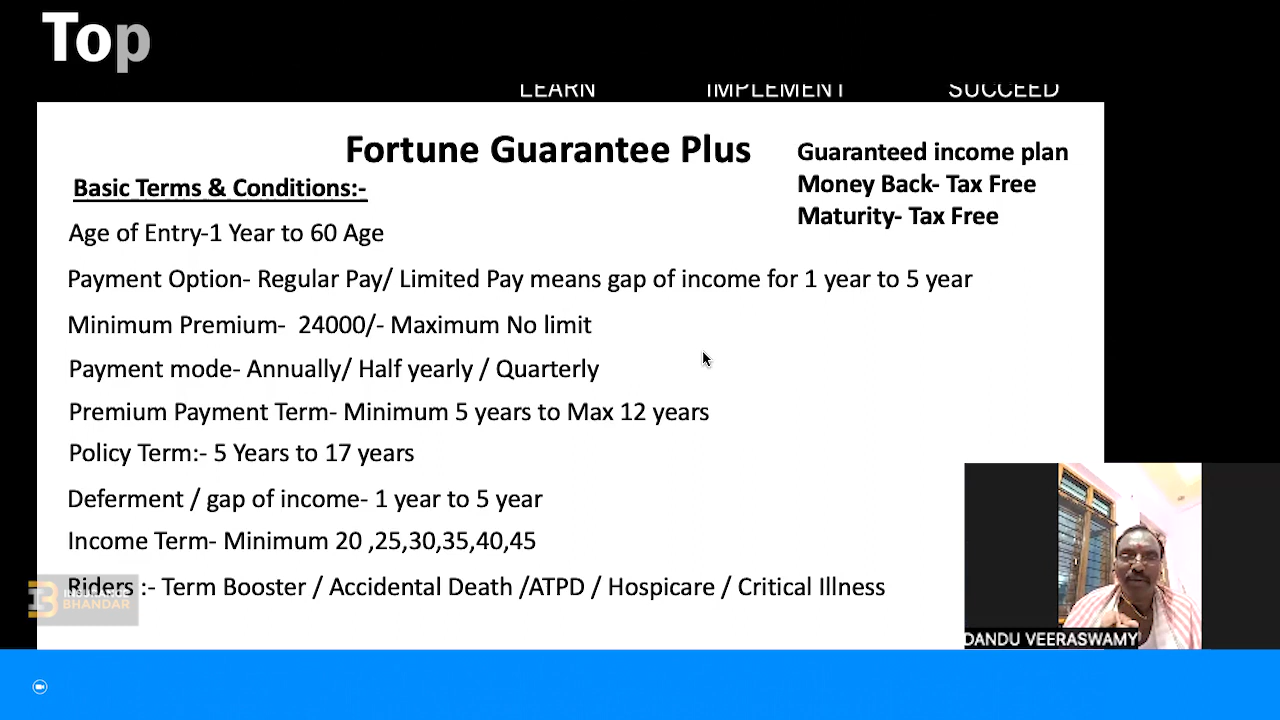 Top
LEARN IMPLEMENT SUCCEED
Fortune Guarantee Plus
Guaranteed income plan
Money Back- Tax Free
Maturity- Tax Free
Basic Terms & Conditions:-
Age of Entry-1 Year to 60 Age
Payment Option- Regular Pay/ Limited Pay means gap of income for 1 year to 5 year
Minimum Premium- 24000/- Maximum No limit
Payment mode- Annually/ Half yearly / Quarterly
Premium Payment Term- Minimum 5 years to Max 12 years
Policy Term:- 5 Years to 17 years
Deferment / gap of income- 1 year to 5 year
Income Term- Minimum 20 ,25,30,35,40,45
Riders :- Term Booster / Accidental Death /ATPD / Hospicare / Critical Illness
INSURANCE
BHANDAR
DANDU VEERASWAMY